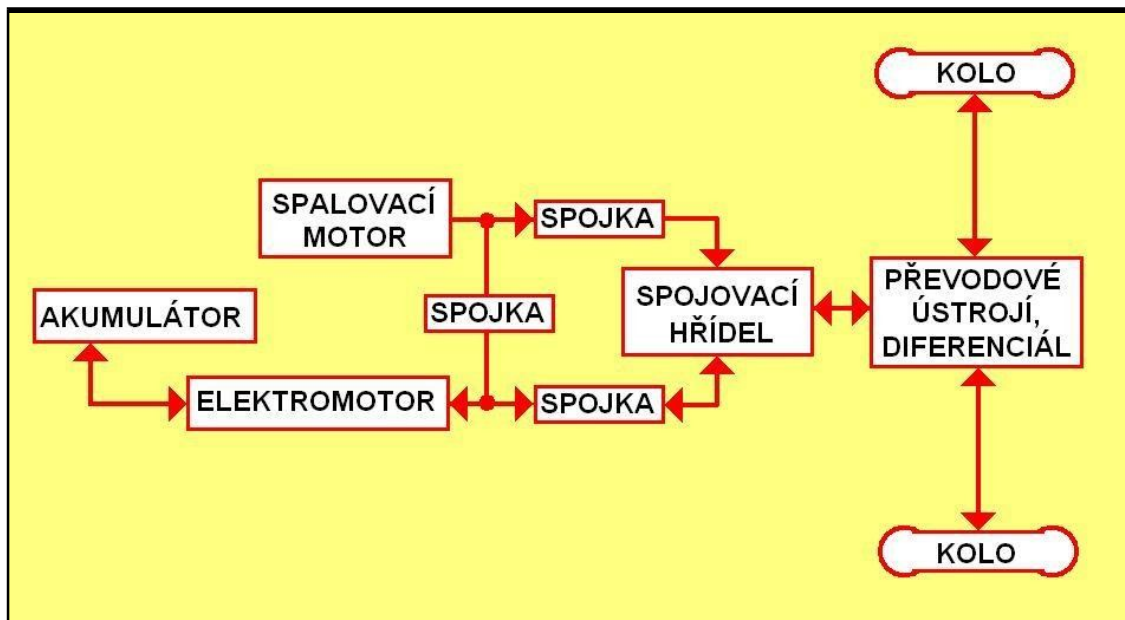 KOLO
SPALOVACÍ
MOTOR
SPOJKA
SPOJKA
SPOJOVACÍ
HŘÍDEL
PŘEVODOVÉ
ÚSTROJÍ,
DIFERENCIÁL
AKUMULÁTOR
ELEKTROMOTOR
SPOJKA
KOLO